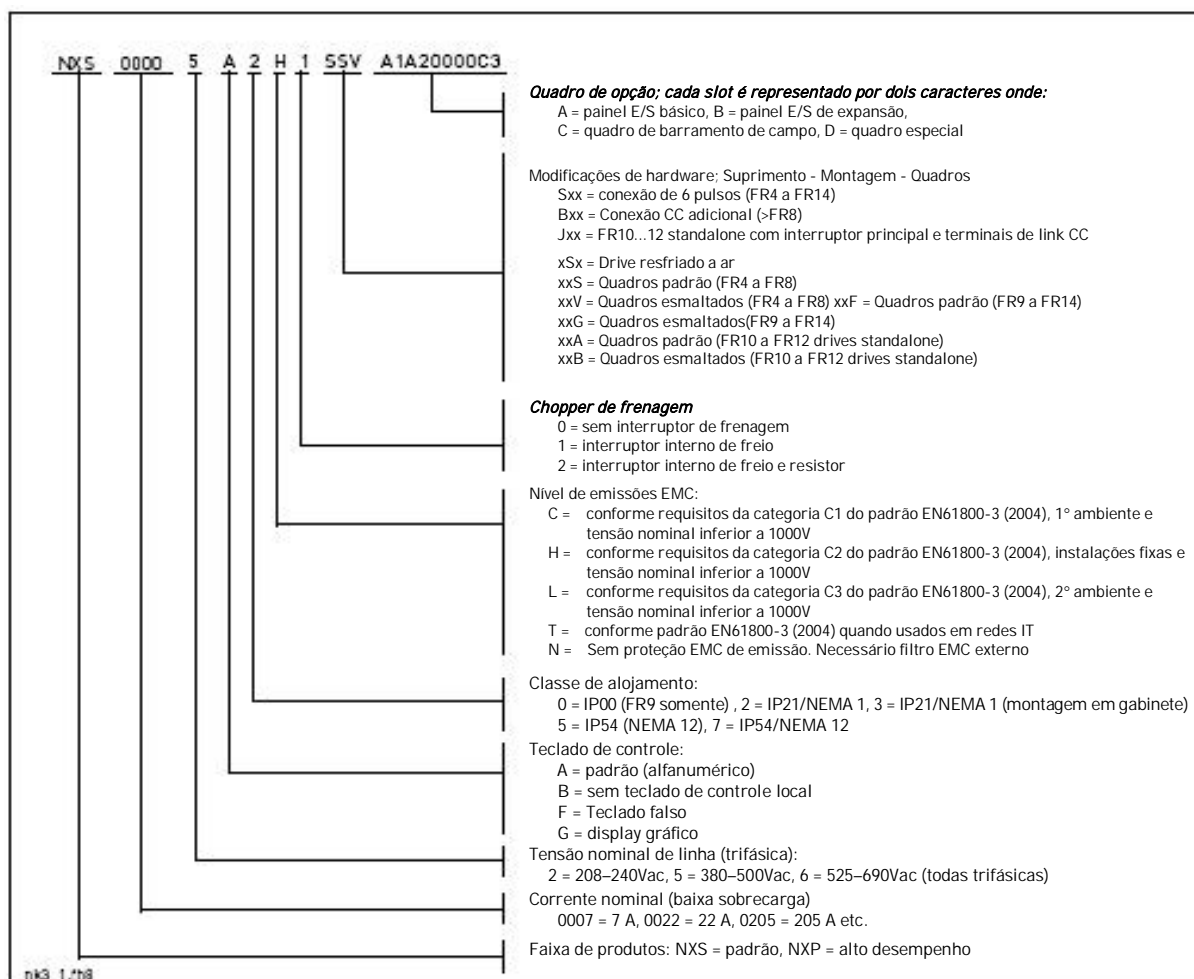 NXS 0000 5 A 2 H 1 SSV A1A20000C3
Quadro de opção; cada slot é representado por dois caracteres onde:
A = painel E/S básico, B = painel E/S de expansão,
C = quadro de barramento de campo, D = quadro especial
Modificações de hardware; Suprimento - Montagem - Quadros
Sxx = conexão de 6 pulsos (FR4 a FR14)
Bxx = Conexão CC adicional (>FR8)
Jxx = FR10...12 standalone com interruptor principal e terminais de link CC
xSx = Drive resfriado a ar
xxS = Quadros padrão (FR4 a FR8)
xxV = Quadros esmaltados (FR4 a FR8) xxF = Quadros padrão (FR9 a FR14)
xxG = Quadros esmaltados(FR9 a FR14)
xxA = Quadros padrão (FR10 a FR12 drives standalone)
xxB = Quadros esmaltados (FR10 a FR12 drives standalone)
Chopper de frenagem
0 = sem interruptor de frenagem
1 = interruptor interno de freio
2 = interruptor interno de freio e resistor
Nível de emissões EMC:
C = conforme requisitos da categoria C1 do padrão EN61800-3 (2004), 1° ambiente e
tensão nominal inferior a 1000V
H = conforme requisitos da categoria C2 do padrão EN61800-3 (2004), instalações fixas e
tensão nominal inferior a 1000V
L = conforme requisitos da categoria C3 do padrão EN61800-3 (2004), 2° ambiente e
tensão nominal inferior a 1000V
T = conforme padrão EN61800-3 (2004) quando usados em redes IT
N = Sem proteção EMC de emissão. Necessário filtro EMC externo
Classe de alojamento:
0 = IP00 (FR9 somente) , 2 = IP21/NEMA 1, 3 = IP21/NEMA 1 (montagem em gabinete)
5 = IP54 (NEMA 12), 7 = IP54/NEMA 12
Teclado de controle:
A = padrão (alfanumérico)
B = sem teclado de controle local
F = Teclado falso
G = display gráfico
Tensão nominal de linha (trifásica):
2 = 208–240Vac, 5 = 380–500Vac, 6 = 525–690Vac (todas trifásicas)
Corrente nominal (baixa sobrecarga)
0007 = 7 A, 0022 = 22 A, 0205 = 205 A etc.
Faixa de produtos: NXS = padrão, NXP = alto desempenho